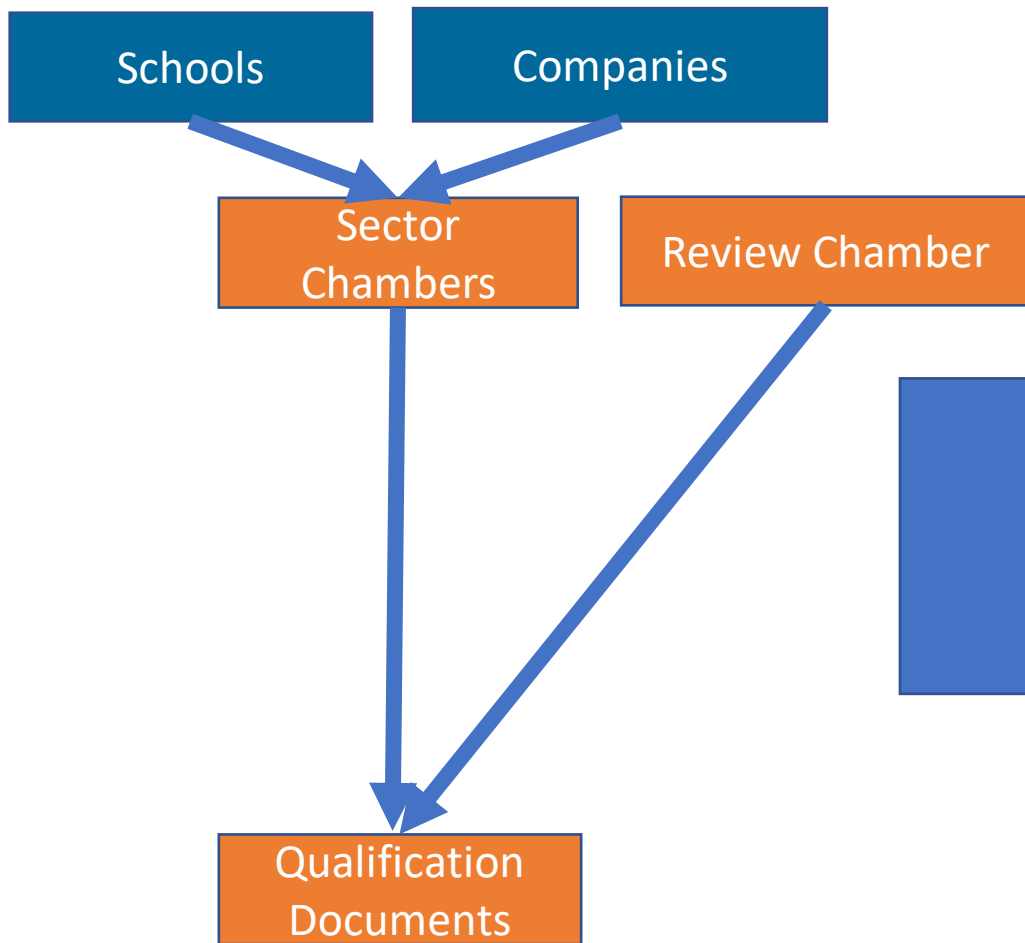 Schools
Companies
Sector
Chambers
Review Chamber
Qualification
Documents